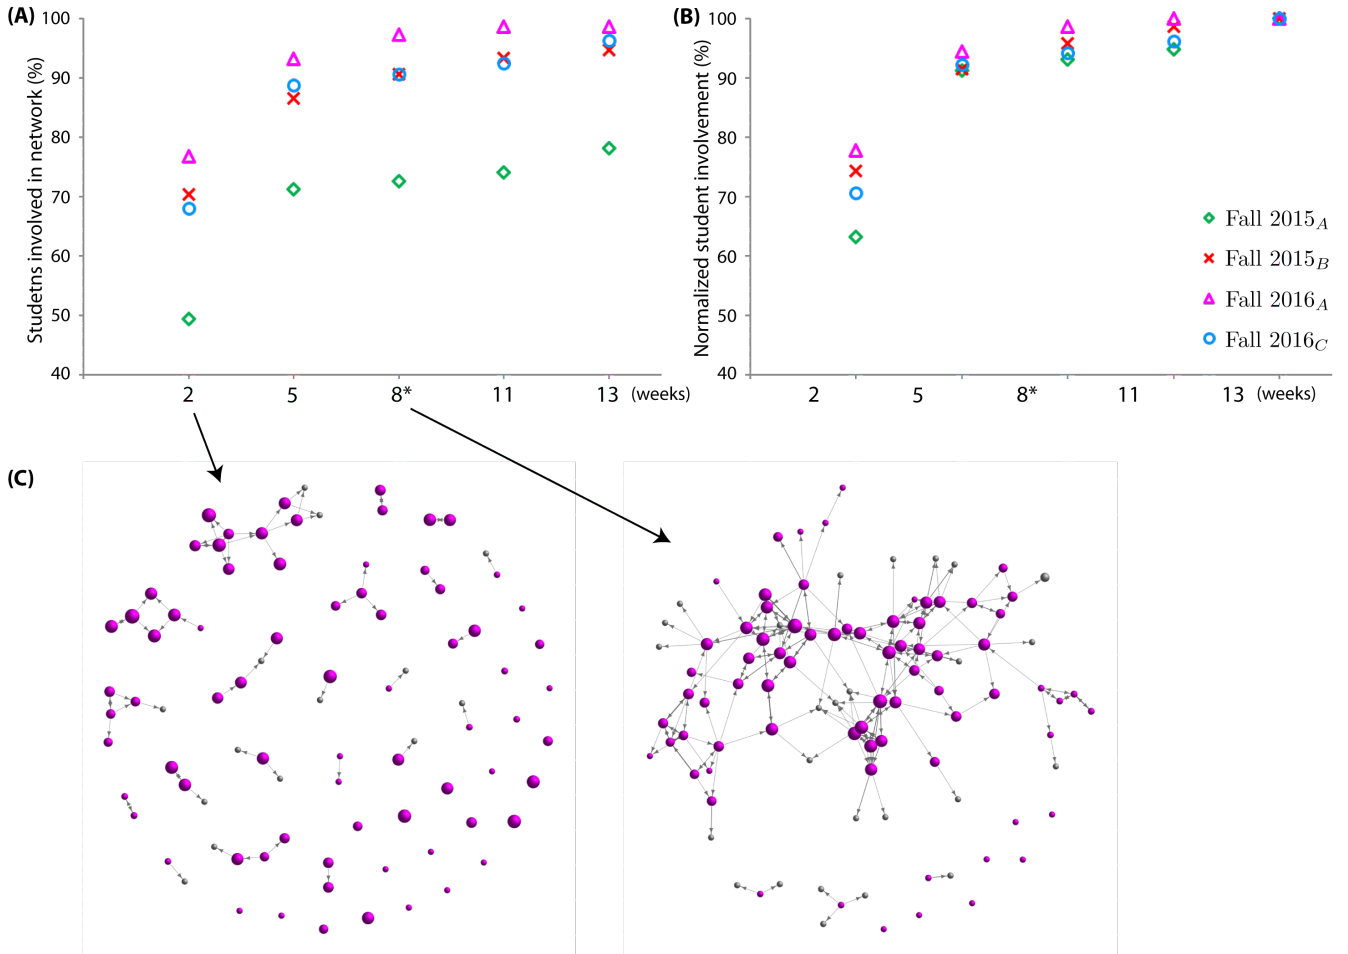 (A)
Studetns involved in network (%)
100
90
80
70
60
50
40
2 5 8* 11 13 (weeks)
(B)
Normalized student involvement (%)
100
90
80
70
60
50
40
2 5 8* 11 13 (weeks)
Fall 2015A
Fall 2015B
Fall 2016A
Fall 2016C
(C)